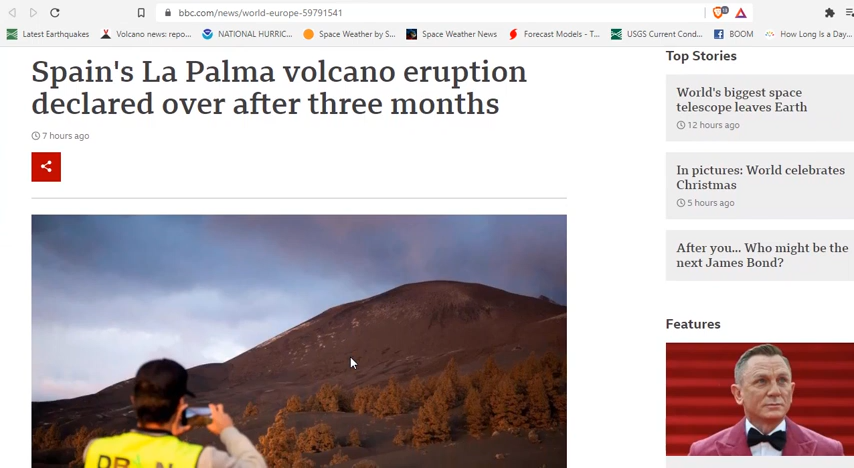 bbc.com/news/world-europe-59791541
Latest Earthquakes
Volcano news: repo...
NATIONAL HURRIC...
Space Weather by S...
Space Weather News
Forecast Models - T...
USGS Current Cond...
BOOM
How Long Is a Day...
Spain's La Palma volcano eruption
declared over after three months
7 hours ago
Top Stories
World's biggest space
telescope leaves Earth
12 hours ago
In pictures: World celebrates
Christmas
5 hours ago
After you... Who might be the
next James Bond?
Features